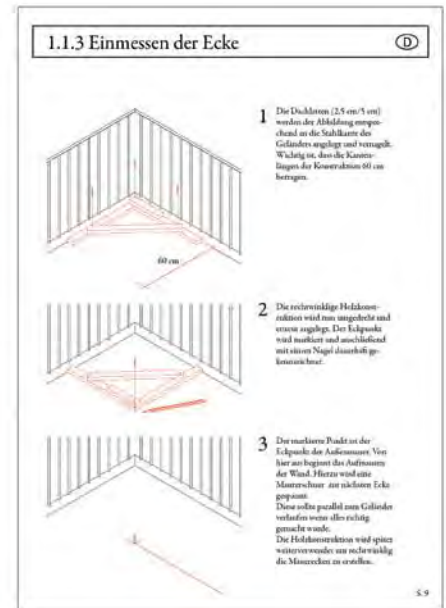 1.1.3 Einmessen der Ecke
D
1
Die Dachlatten (2,5 cm/5 cm)
werden der Abbildung entspre-
chend an die Stahlkante des
Geländers angelegt und vernagelt.
Wichtig ist, dass die Kanten-
längen der Konstruktion 60 cm
betragen.
60 cm
2
Die rechtwinklige Holzkonst-
ruktion wird nun umgedreht und
erneut angelegt. Der Eckpunkt
wird markiert und anschließend
mit einem Nagel dauerhaft ge-
kennzeichnet.
3
Der markierte Punkt ist der
Eckpunkt der Außenmauer. Von
hier aus beginnt das Aufmauern
der Wand. Hierzu wird eine
Maurerschnur zur nächsten Ecke
gespannt.
Diese sollte parallel zum Geländer
verlaufen wenn alles richtig
gemacht wurde.
Die Holzkonstruktion wird später
weiterverwendet um rechtwinklig
die Mauerecken zu erstellen.
S. 9